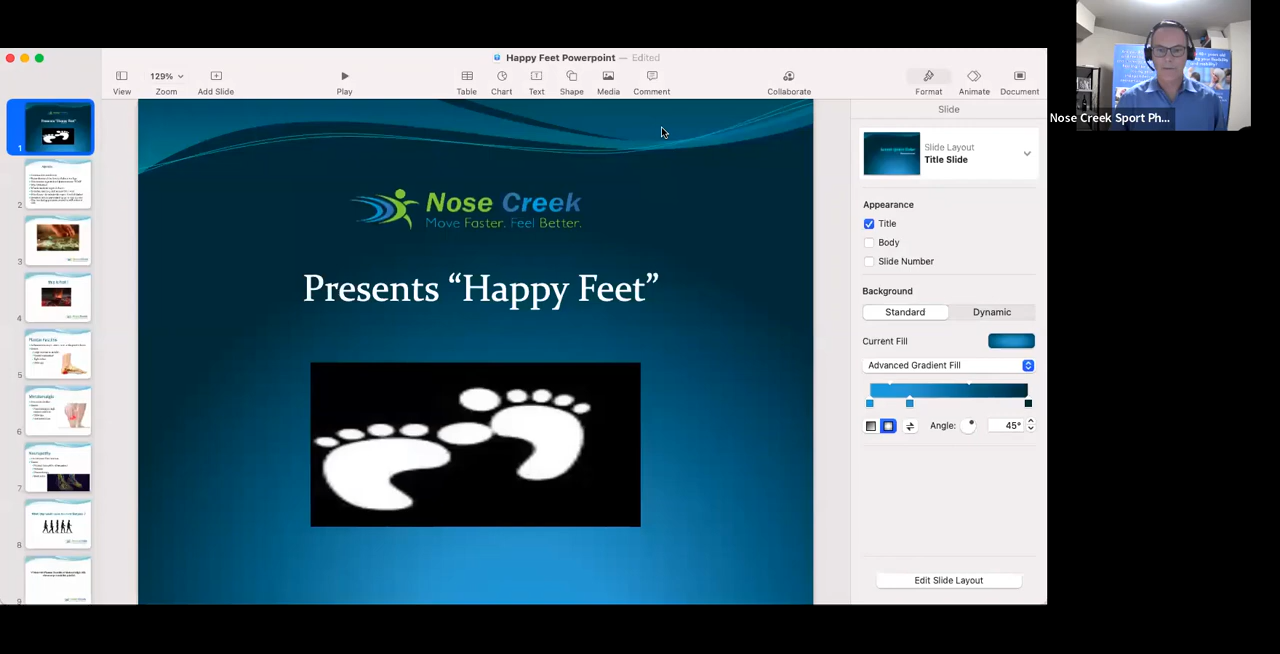 Happy Feet Powerpoint — Edited
129%
View
Zoom
Add Slide
Play
Table
Chart
Text
Shape
Media
Comment
Collaborate
Format
Animate
Document
Nose Creek Sport Ph...
1
2
3
4
5
6
7
8
9
Nose Creek
Move Faster. Feel Better.
Presents “Happy Feet”
Slide
Slide Layout
Title Slide
Appearance
Title
Body
Slide Number
Background
Standard
Dynamic
Current Fill
Advanced Gradient Fill
Angle:
45°
Edit Slide Layout